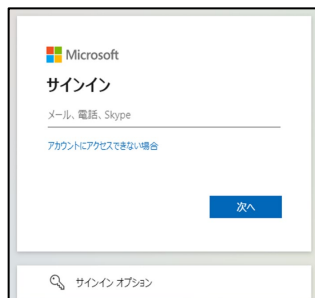 Microsoft
サインイン
メール、電話、Skype
アカウントにアクセスできない場合
次へ
サインイン オプション